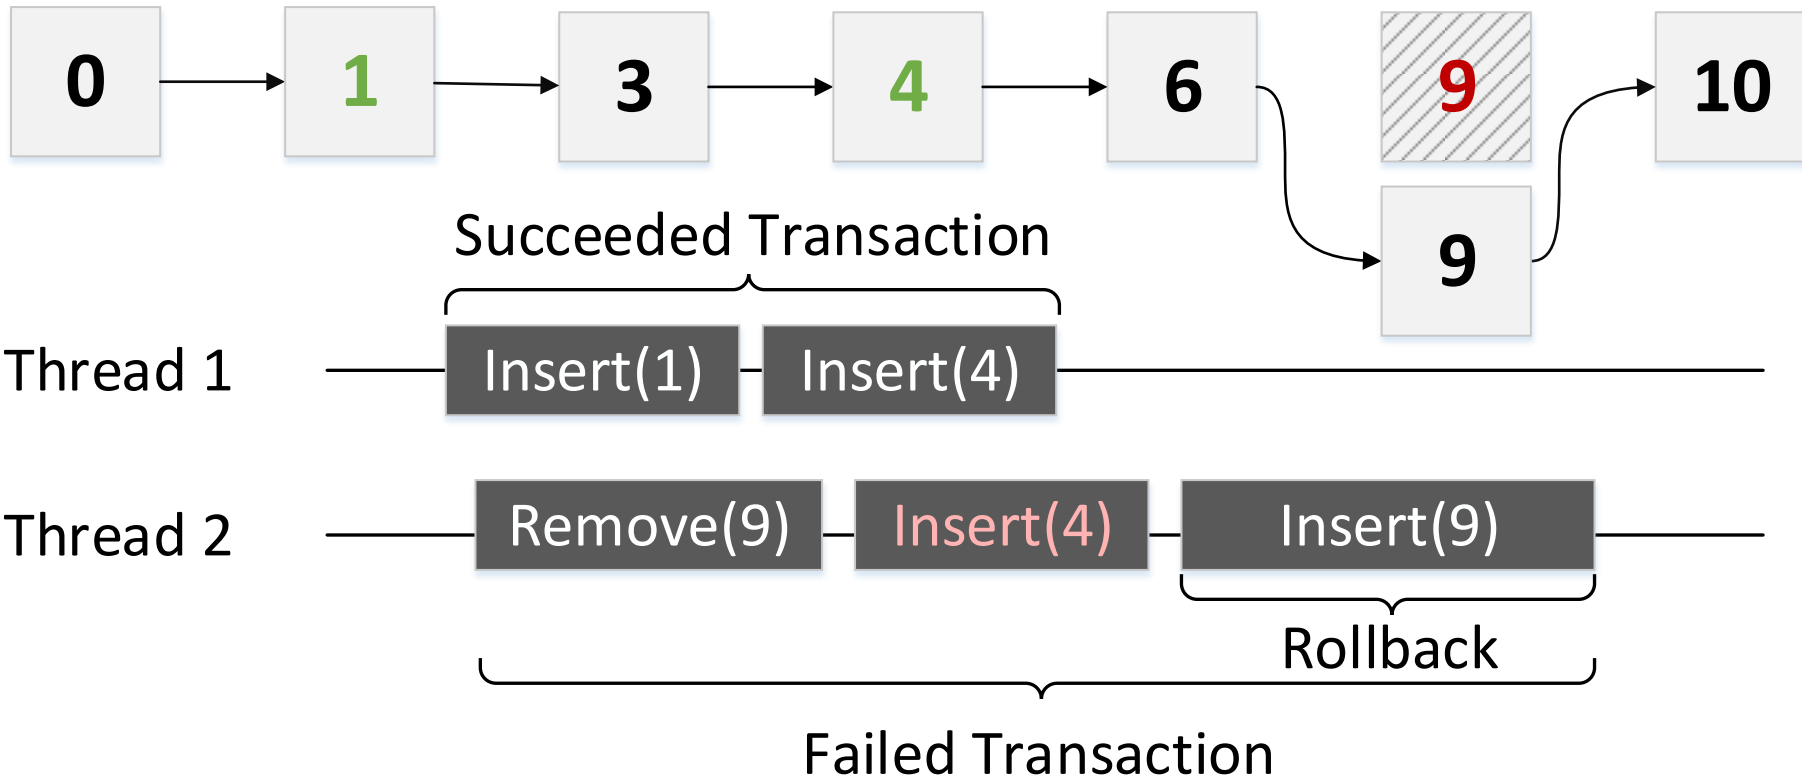 0 1 3 4 6 9 10
9
Succeeded Transaction
Thread 1 Insert(1) Insert(4)
Thread 2 Remove(9) Insert(4) Insert(9)
Rollback
Failed Transaction